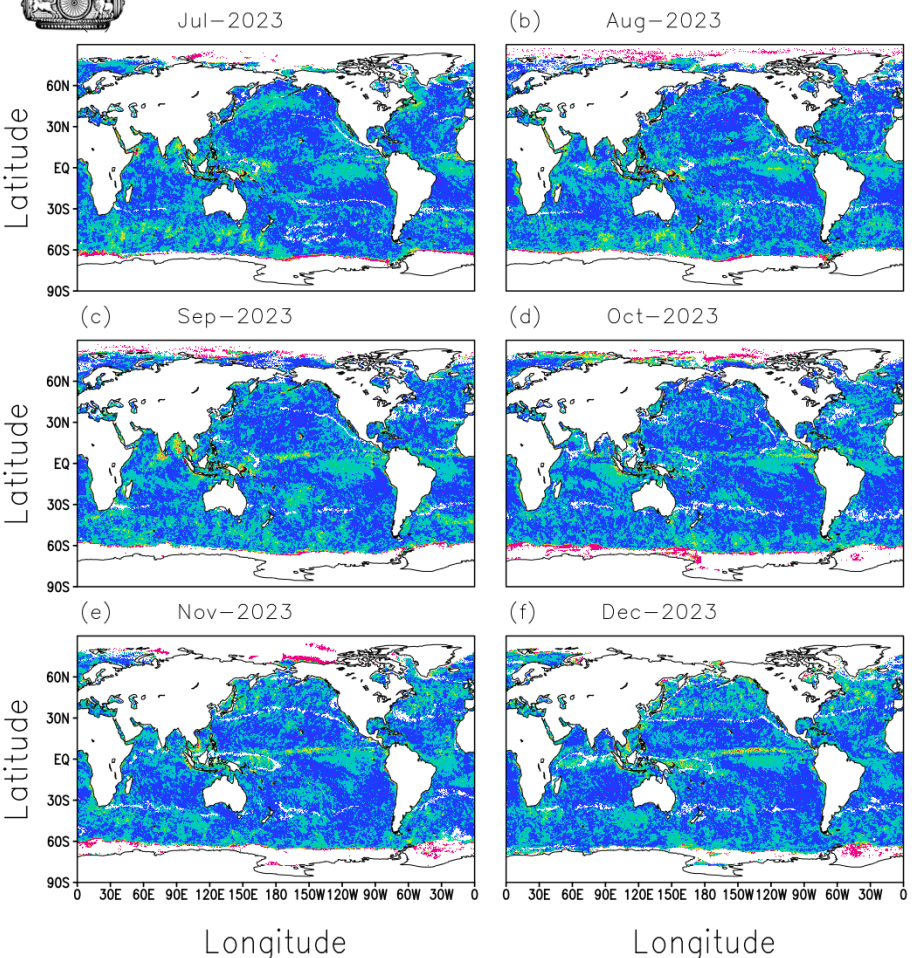 Jul-2023 (b) Aug-2023
Latitude
60N
30N
EQ
30S
60S
90S
(c) Sep-2023 (d) Oct-2023
Latitude
60N
30N
EQ
30S
60S
90S
(e) Nov-2023 (f) Dec-2023
Latitude
60N
30N
EQ
30S
60S
90S
0 30E 60E 90E 120E 150E 180 150W 120W 90W 60W 30W 0 0 30E 60E 90E 120E 150E 180 150W 120W 90W 60W 30W 0
Longitude Longitude